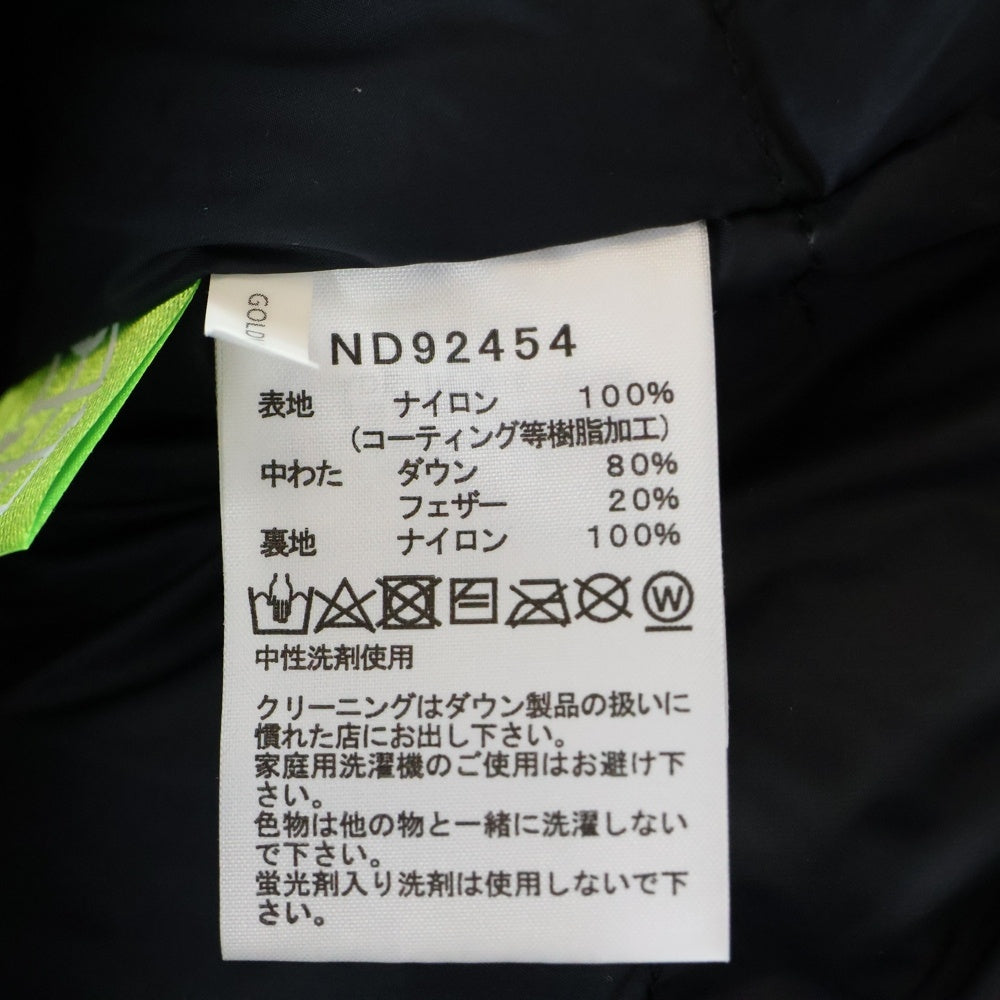 GOLD
ND92454
表地 ナイロン 100%
(コーティング等樹脂加工)
中わた ダウン 80%
フェザー 20%
裏地 ナイロン 100%
W
中性洗剤使用
クリーニングはダウン製品の扱いに
慣れた店にお出し下さい。
家庭用洗濯機のご使用はお避け下
さい。
色物は他の物と一緒に洗濯しない
で下さい。
蛍光剤入り洗剤は使用しないで下
さい。